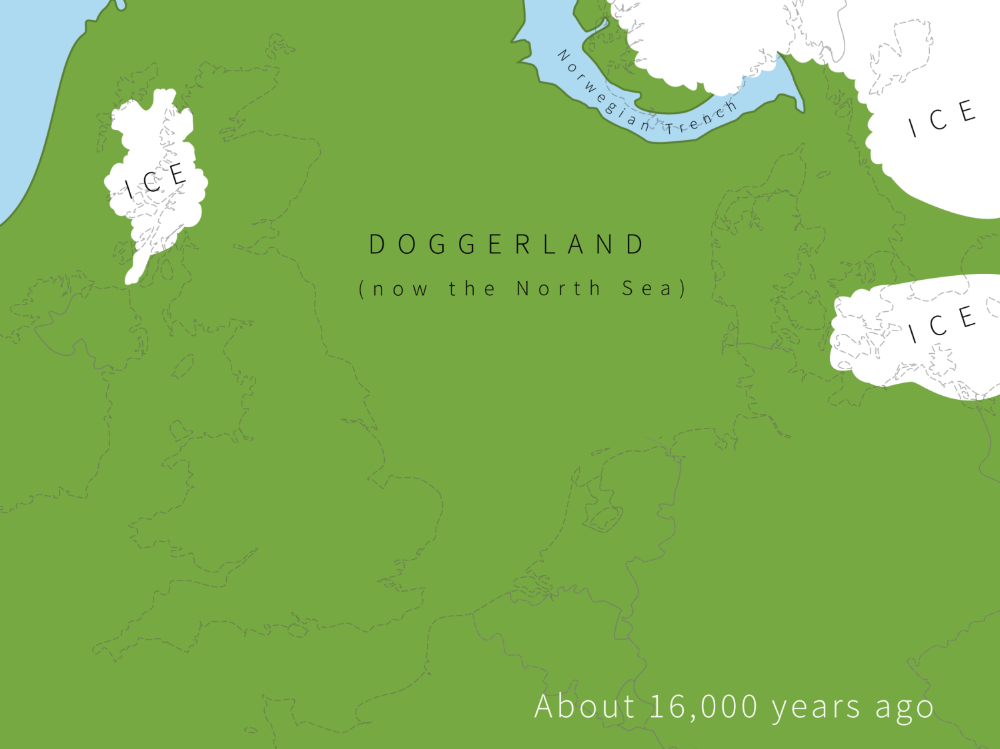 Norwegian Trench
ICE
ICE
DOGGERLAND
(now the North Sea)
ICE
About 16,000 years ago